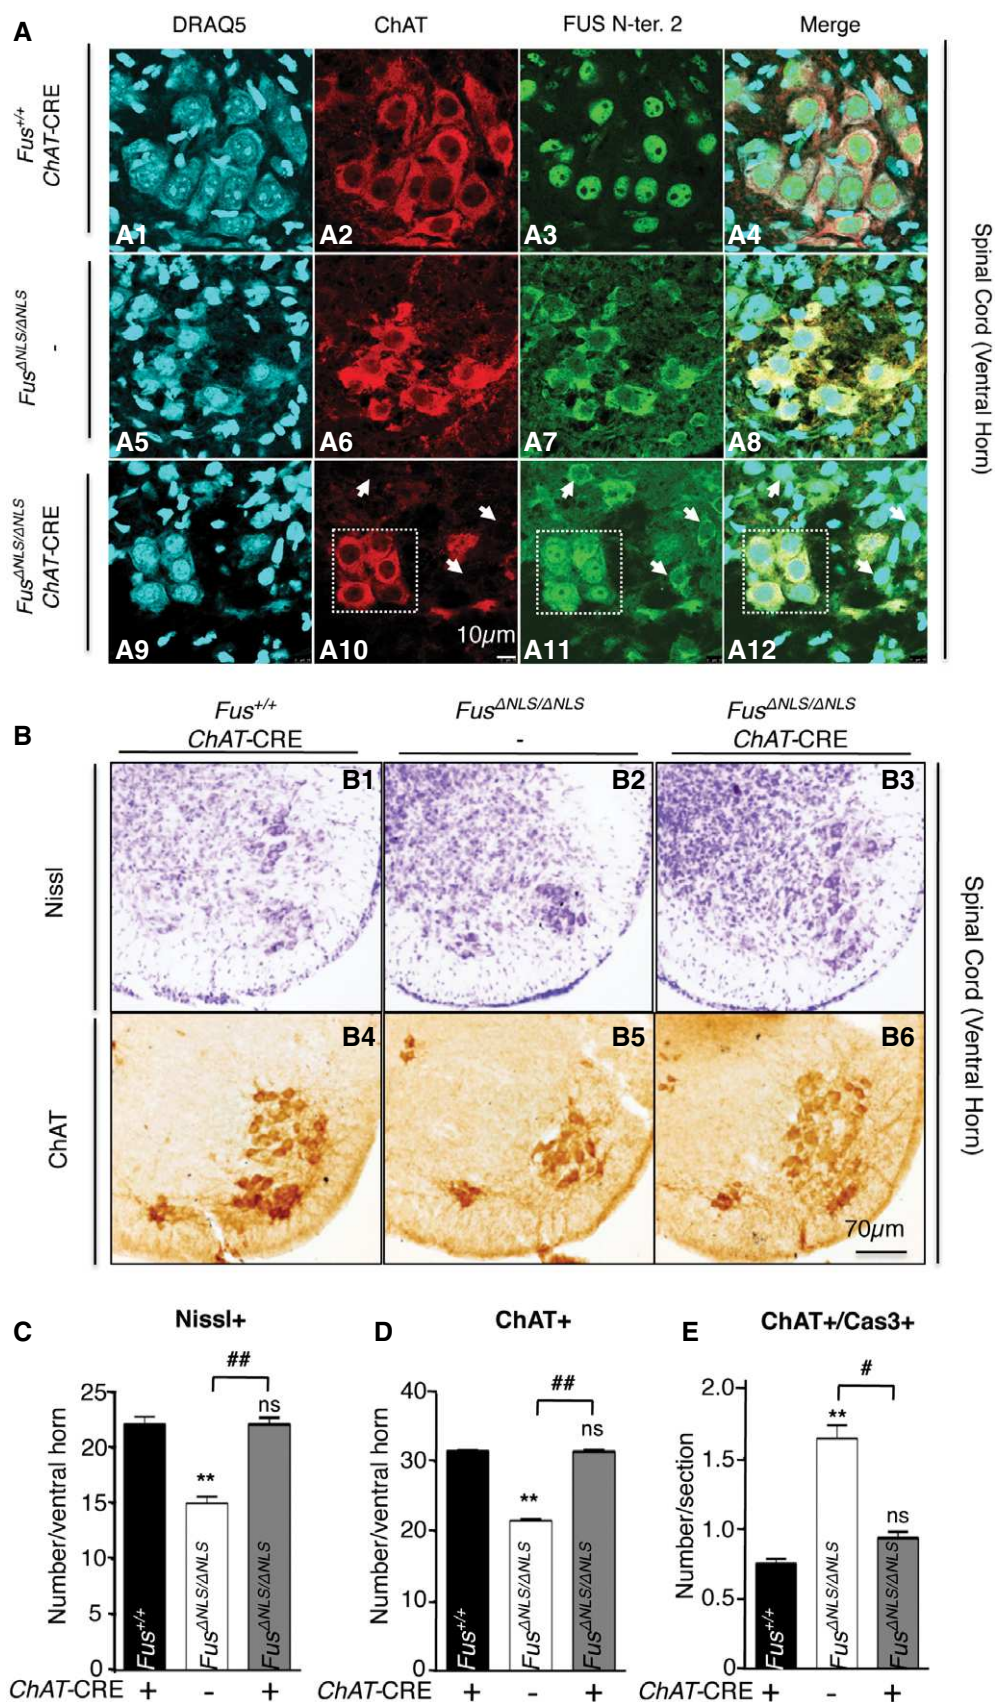 A
DRAQ5 ChAT FUS N-ter. 2 Merge
Fus+/+
ChAT-CRE
A1 A2 A3 A4
FusΔNLS/ΔNLS
-
A5 A6 A7 A8
FusΔNLS/ΔNLS
ChAT-CRE
10µm
A9 A10 A11 A12
Spinal Cord (Ventral Horn)
B
Fus+/+ FusΔNLS/ΔNLS FusΔNLS/ΔNLS
ChAT-CRE - ChAT-CRE
Nissl
B1 B2 B3
ChAT
B4 B5 B6
70µm
Spinal Cord (Ventral Horn)
C
Nissl+
##
ns
**
Number/ventral horn
25
20
15
10
5
0
Fus+/+
FusΔNLS/ΔNLS
FusΔNLS/ΔNLS
ChAT-CRE + - +
D
ChAT+
##
ns
**
Number/ventral horn
40
30
20
10
0
Fus+/+
FusΔNLS/ΔNLS
FusΔNLS/ΔNLS
+ - +
E
ChAT+/Cas3+
#
**
ns
Number/section
2.0
1.5
1.0
0.5
0
Fus+/+
FusΔNLS/ΔNLS
FusΔNLS/ΔNLS
ChAT-CRE + - +